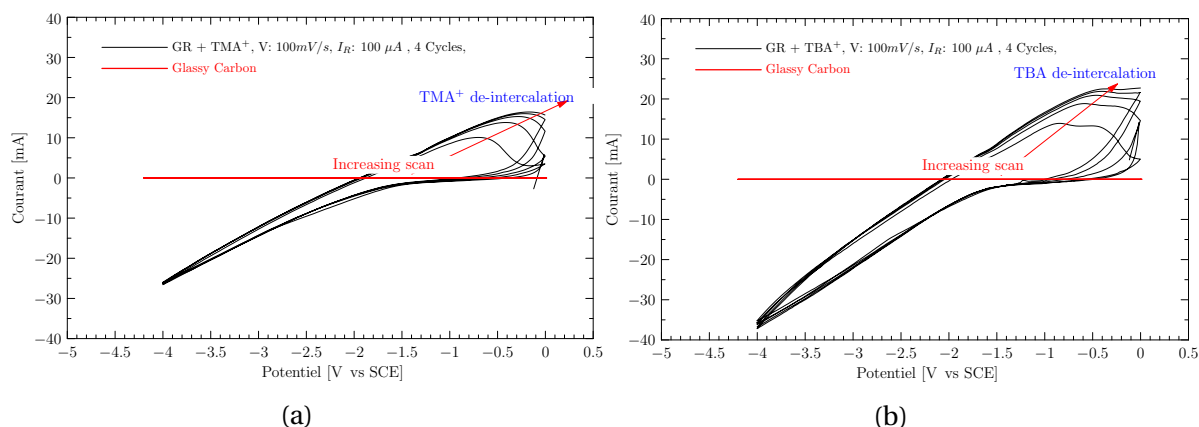 GR + TMA⁺, V: 100mV/s, I_R: 100 μA , 4 Cycles,
Glassy Carbon
TMA⁺ de-intercalation
Increasing scan
Courant [mA]
40
30
20
10
0
−10
−20
−30
−40
−5 −4.5 −4 −3.5 −3 −2.5 −2 −1.5 −1 −0.5 0 0.5
Potentiel [V vs SCE]
(a)
GR + TBA⁺, V: 100mV/s, I_R: 100 μA , 4 Cycles,
Glassy Carbon
TBA de-intercalation
Increasing scan
Courant [mA]
40
30
20
10
0
−10
−20
−30
−40
−5 −4.5 −4 −3.5 −3 −2.5 −2 −1.5 −1 −0.5 0 0.5
Potentiel [V vs SCE]
(b)